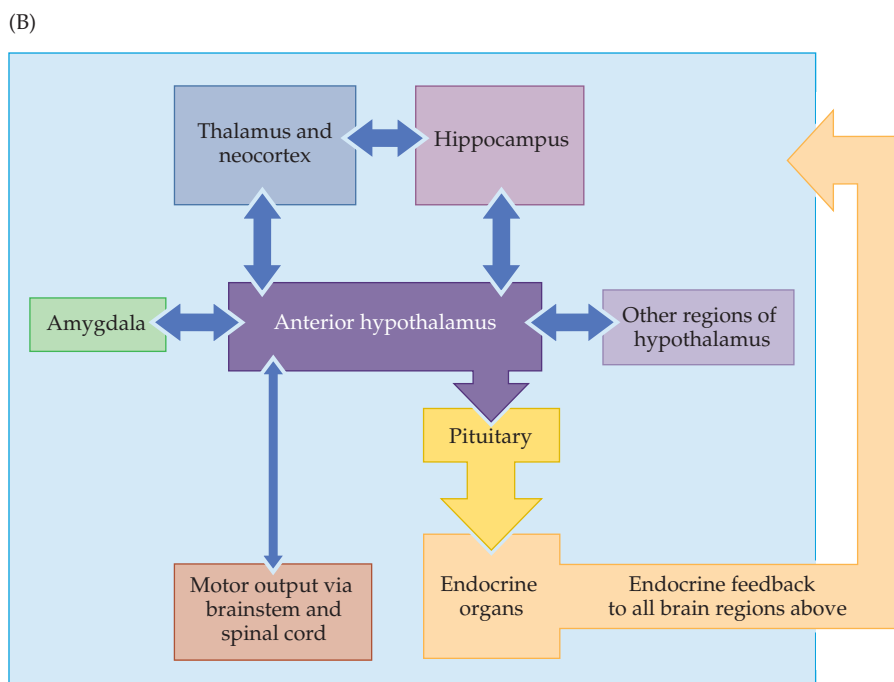 (B)
Thalamus and
neocortex
Hippocampus
Amygdala
Anterior hypothalamus
Other regions of
hypothalamus
Pituitary
Motor output via
brainstem and
spinal cord
Endocrine
organs
Endocrine feedback
to all brain regions above